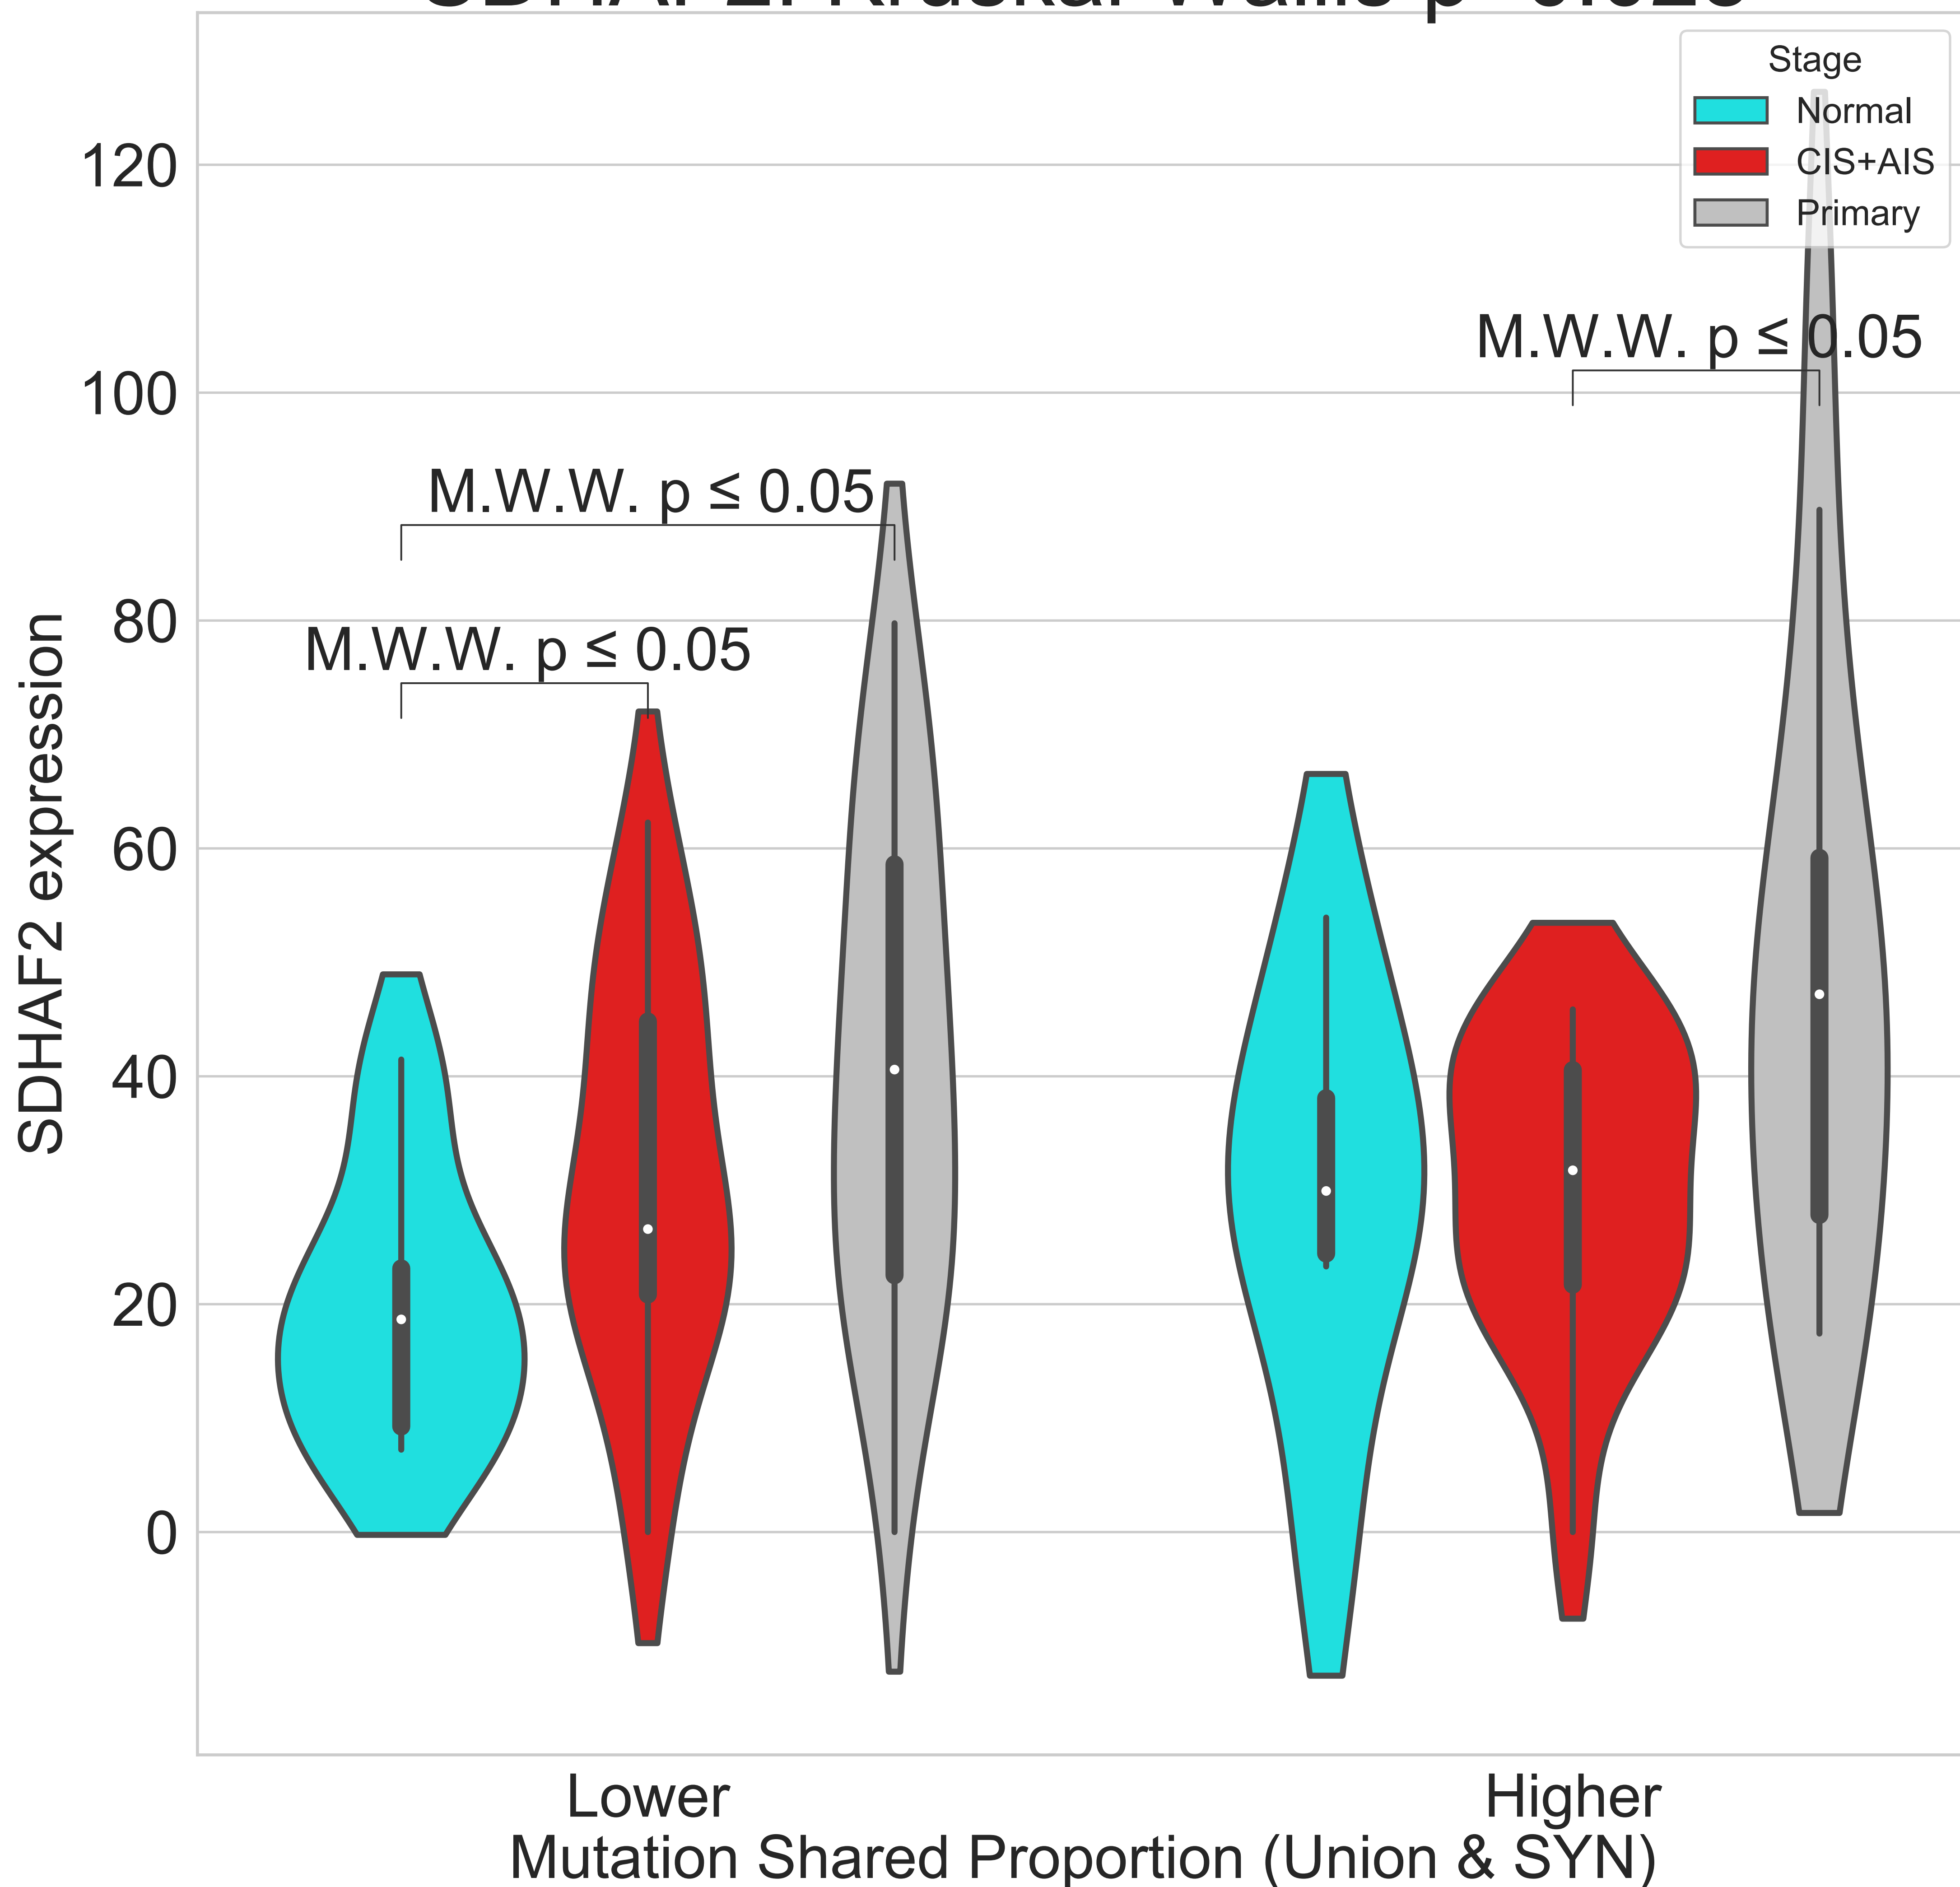 Stage
Normal
CIS+AIS
Primary
120
100
80
60
40
20
0
SDHAF2 expression
M.W.W. p ≤ 0.05
M.W.W. p ≤ 0.05
M.W.W. p ≤ 0.05
Lower
Higher
Mutation Shared Proportion (Union & SYN)